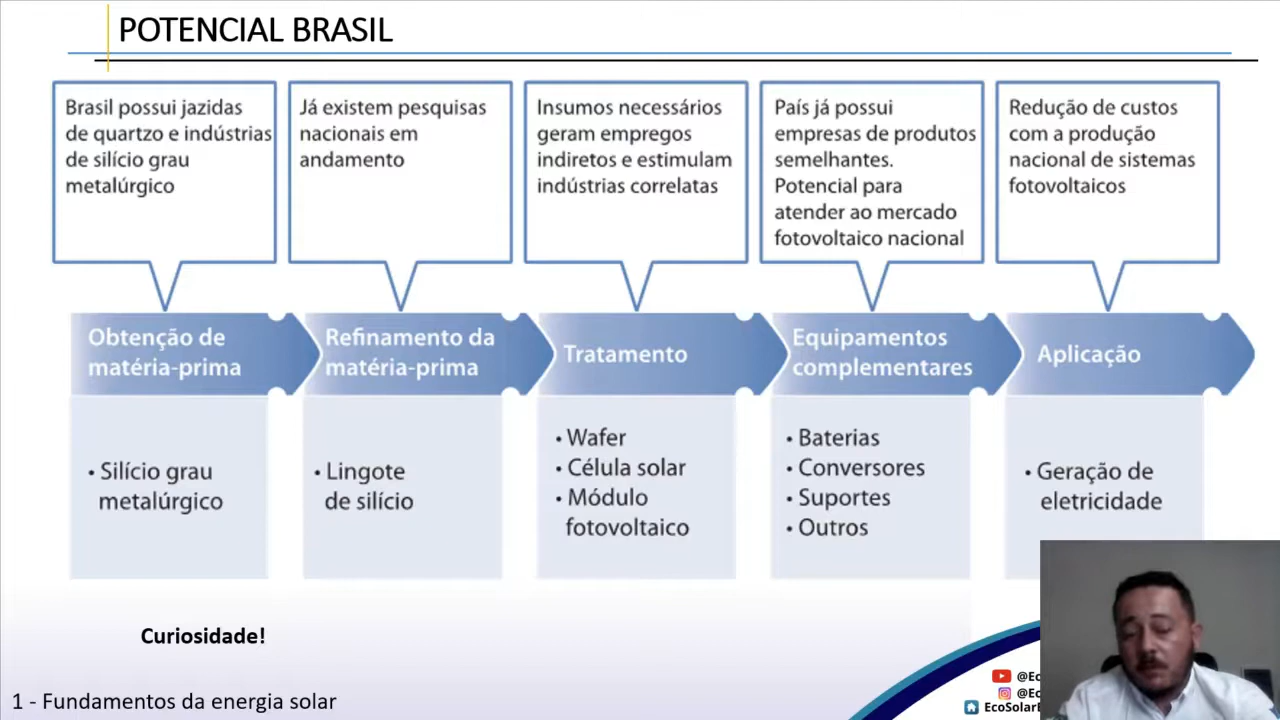 POTENCIAL BRASIL
Brasil possui jazidas
de quartzo e indústrias
de silício grau
metalúrgico
Já existem pesquisas
nacionais em
andamento
Insumos necessários
geram empregos
indiretos e estimulam
indústrias correlatas
País já possui
empresas de produtos
semelhantes.
Potencial para
atender ao mercado
fotovoltaico nacional
Redução de custos
com a produção
nacional de sistemas
fotovoltaicos
Obtenção de
matéria-prima
Refinamento da
matéria-prima
Tratamento
Equipamentos
complementares
Aplicação
• Silício grau
metalúrgico
• Lingote
de silício
• Wafer
• Célula solar
• Módulo
fotovoltaico
• Baterias
• Conversores
• Suportes
• Outros
• Geração de
eletricidade
Curiosidade!
1 - Fundamentos da energia solar